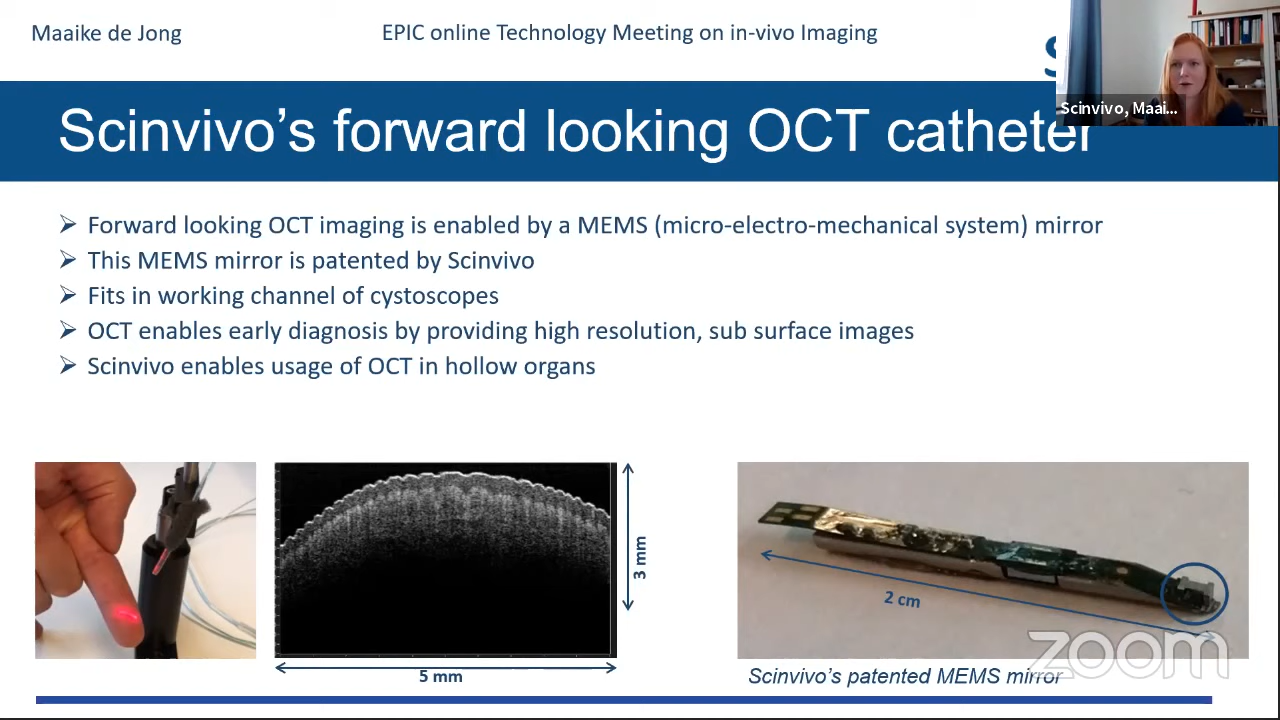 Maaike de Jong
EPIC online Technology Meeting on in-vivo Imaging
S
Scinvivo, Maai...
Scinvivo's forward looking OCT catheter
Forward looking OCT imaging is enabled by a MEMS (micro-electro-mechanical system) mirror
This MEMS mirror is patented by Scinvivo
Fits in working channel of cystoscopes
OCT enables early diagnosis by providing high resolution, sub surface images
Scinvivo enables usage of OCT in hollow organs
3 mm
5 mm
2 cm
zoom
Scinvivo's patented MEMS mirror